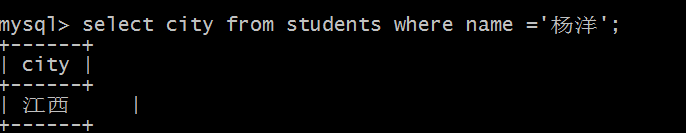 mysql> select city from students where name ='杨洋';
+------+
| city |
+------+
| 江西     |
+------+